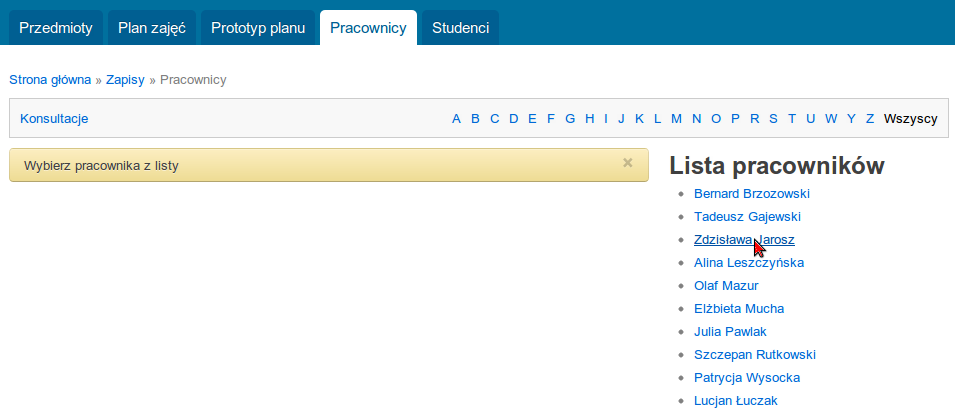 Przedmioty Plan zajęć Prototyp planu Pracownicy Studenci
Strona główna » Zapisy » Pracownicy
Konsultacje A B C D E F G H I J K L M N O P R S T U W Y Z Wszyscy
Wybierz pracownika z listy ×
Lista pracowników
Bernard Brzozowski
Tadeusz Gajewski
Zdzisława Jarosz
Alina Leszczyńska
Olaf Mazur
Elżbieta Mucha
Julia Pawlak
Szczepan Rutkowski
Patrycja Wysocka
Lucjan Łuczak